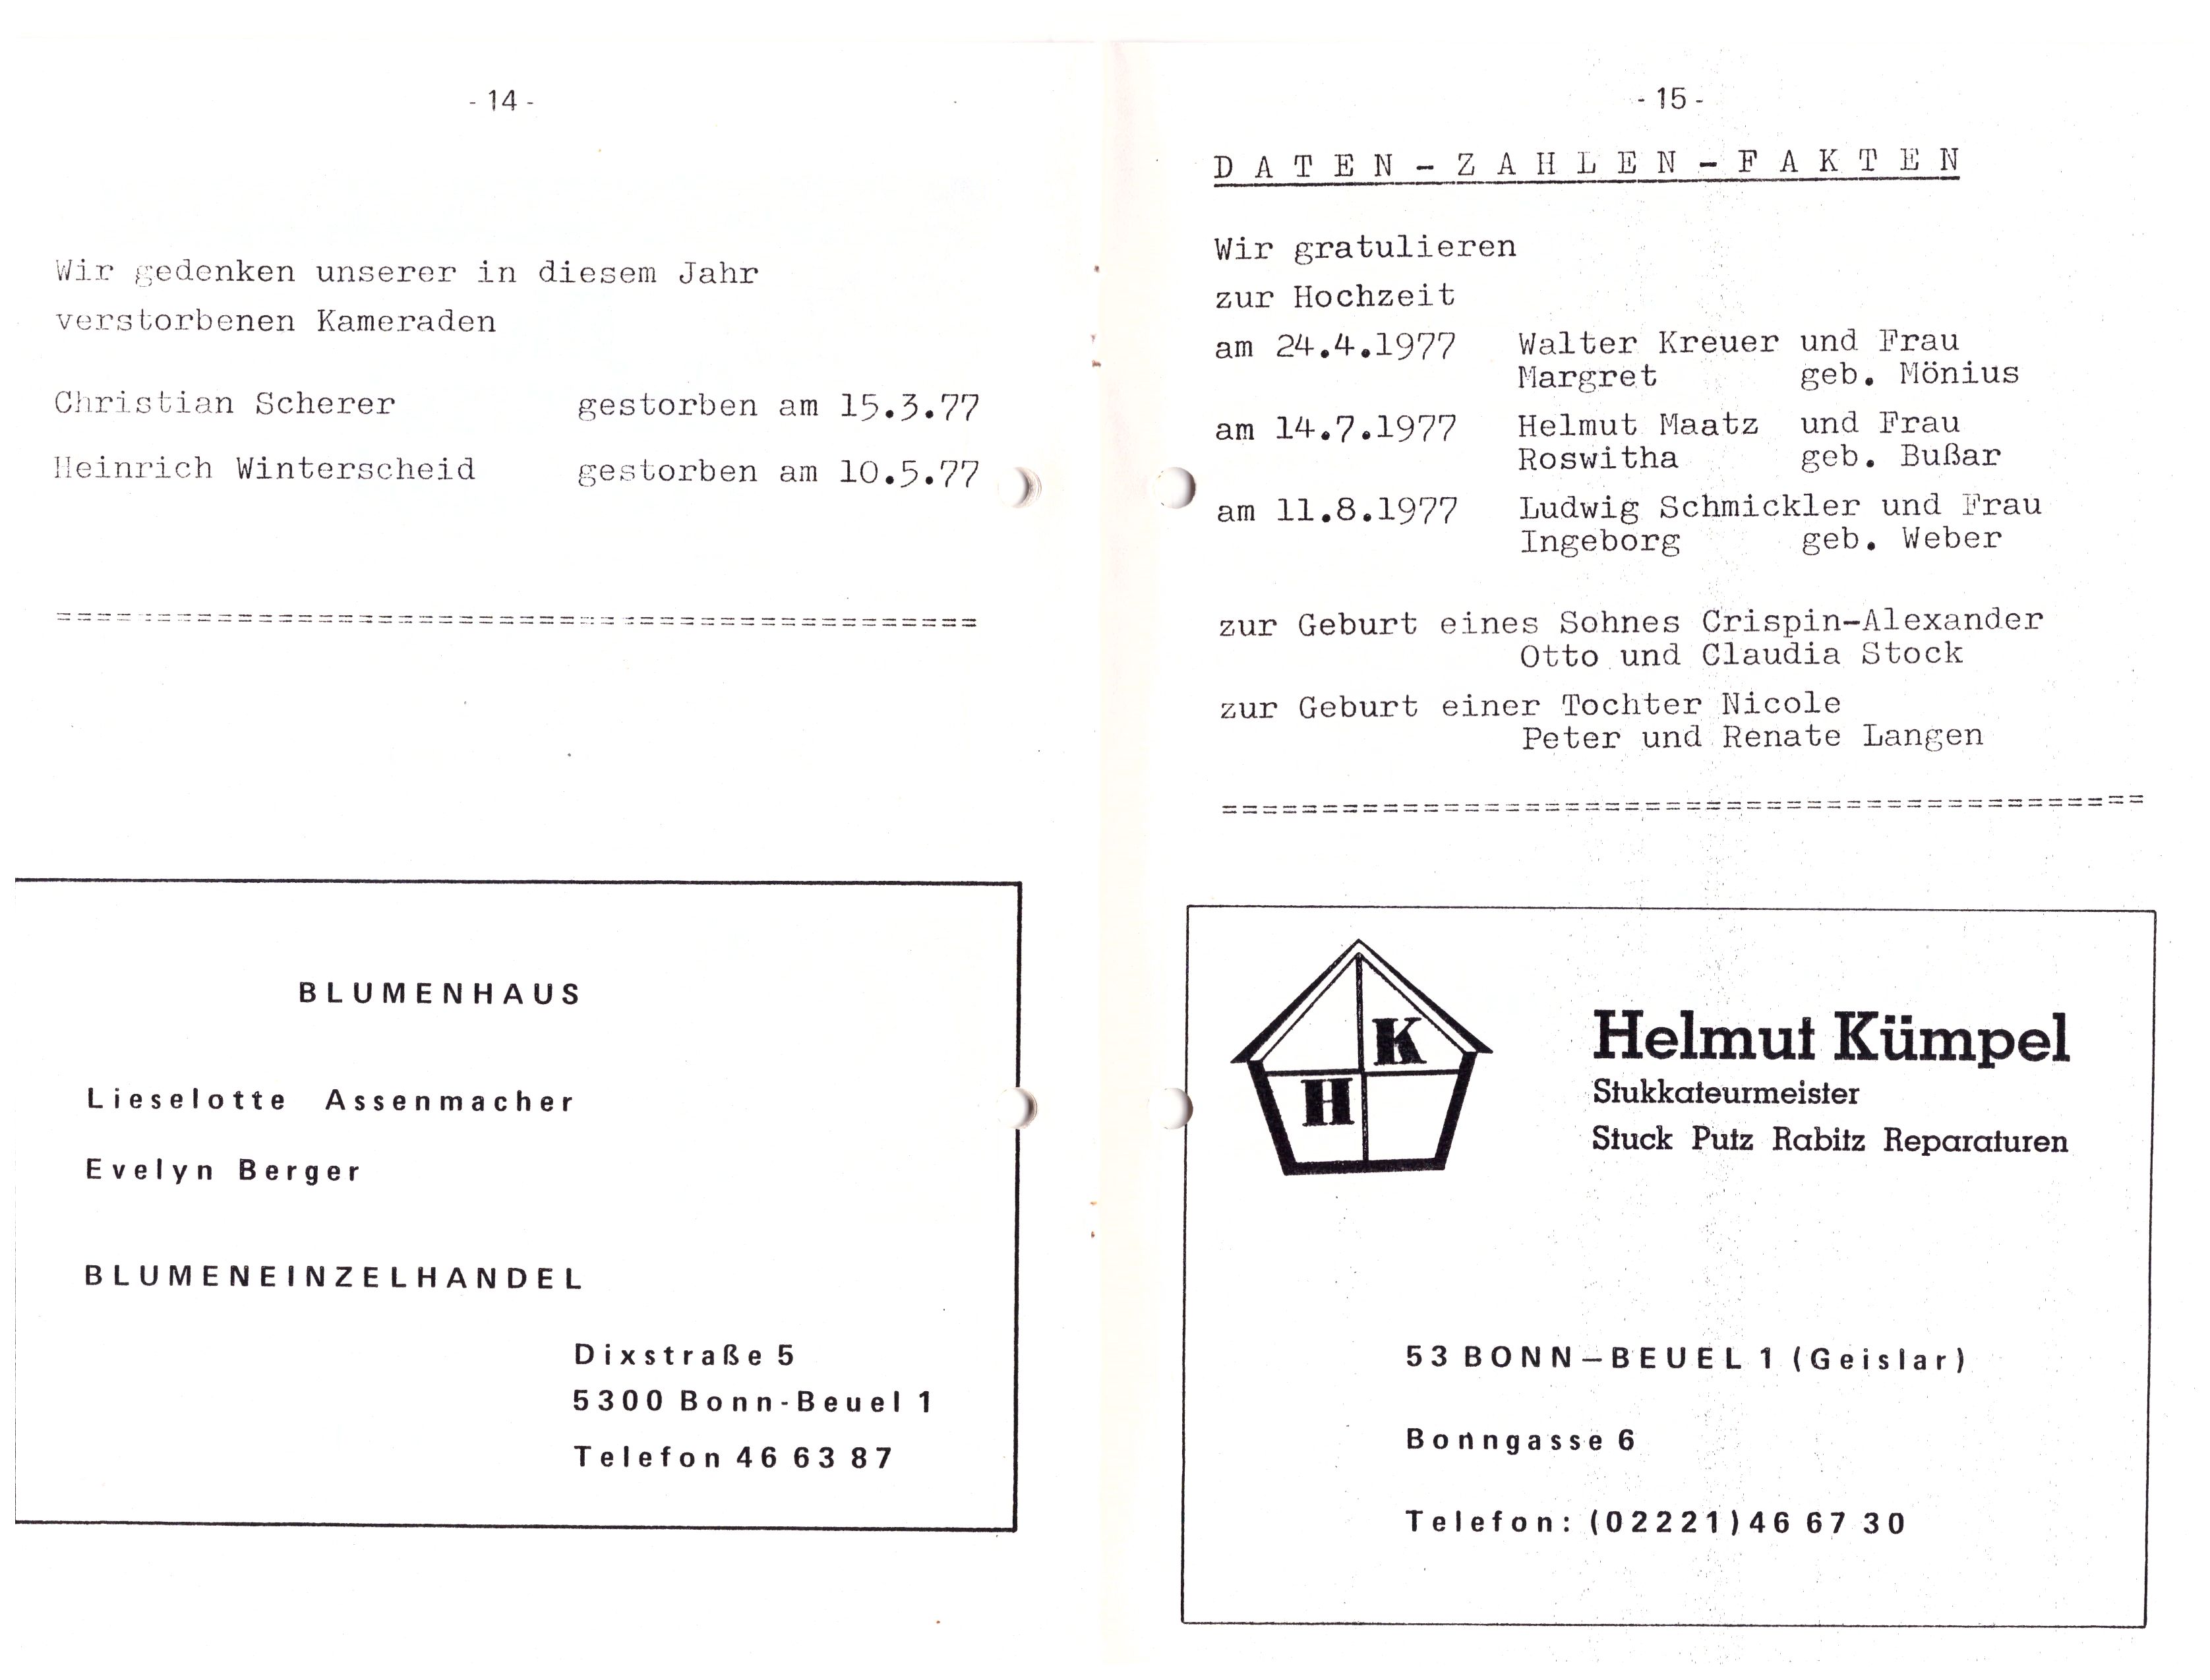 - 14 -
Wir gedenken unserer in diesem Jahr
verstorbenen Kameraden
Christian Scherer gestorben am 15.3.77
Heinrich Winterscheid gestorben am 10.5.77
==============================================
BLUMENHAUS
Lieselotte Assenmacher
Evelyn Berger
BLUMENEINZELHANDEL
Dixstraße 5
5300 Bonn-Beuel 1
Telefon 46 63 87
- 15 -
DATEN-ZAHLEN-FAKTEN
Wir gratulieren
zur Hochzeit
am 24.4.1977 Walter Kreuer und Frau
Margret geb. Mönius
am 14.7.1977 Helmut Maatz und Frau
Roswitha geb. Bußar
am 11.8.1977 Ludwig Schmickler und Frau
Ingeborg geb. Weber
zur Geburt eines Sohnes Crispin-Alexander
Otto und Claudia Stock
zur Geburt einer Tochter Nicole
Peter und Renate Langen
==============================================
K
H
Helmut Kümpel
Stukkateurmeister
Stuck Putz Rabitz Reparaturen
53 BONN-BEUEL 1 (Geislar)
Bonngasse 6
Telefon: (02221) 46 67 30